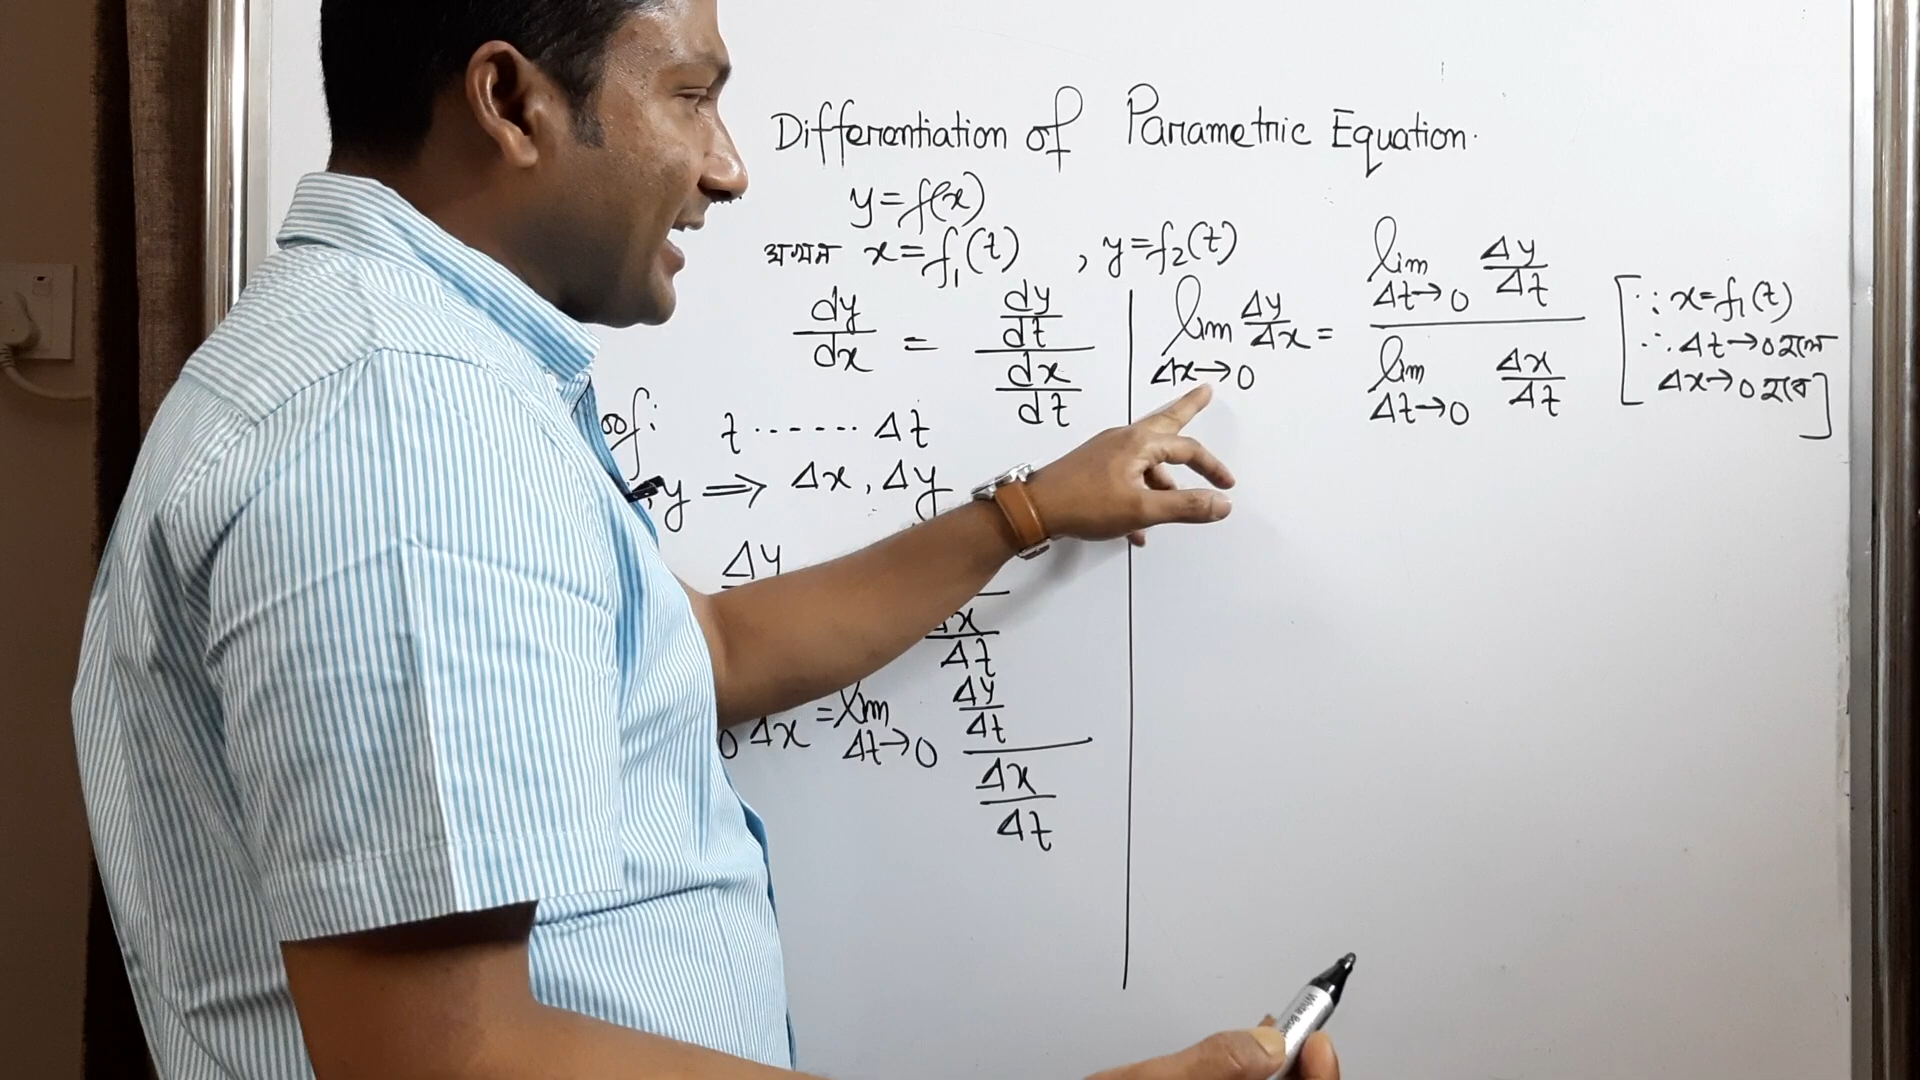 Differentiation of Parametric Equation.
y = f(x)
x = f₁(t) , y = f₂(t)
dy/dx = (dy/dt)/(dx/dt)
t ------ Δt
y ⟹ Δx, Δy
Δy
Δx/Δt
0 Δx = lim Δt→0 (Δy/Δt)/(Δx/Δt)
lim Δx→0 Δy/Δx = (lim Δt→0 Δy/Δt)/(lim Δt→0 Δx/Δt)
[∵ x = f₁(t)
∴ Δt→0 হলে
Δx→0 হবে]